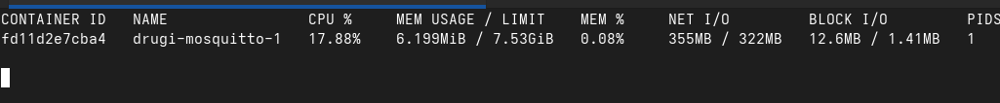 CONTAINER ID   NAME                CPU %     MEM USAGE / LIMIT    MEM %     NET I/O         BLOCK I/O         PIDS
fd11d2e7cba4   drugi-mosquitto-1   17.88%    6.199MiB / 7.53GiB   0.08%     355MB / 322MB   12.6MB / 1.41MB   1